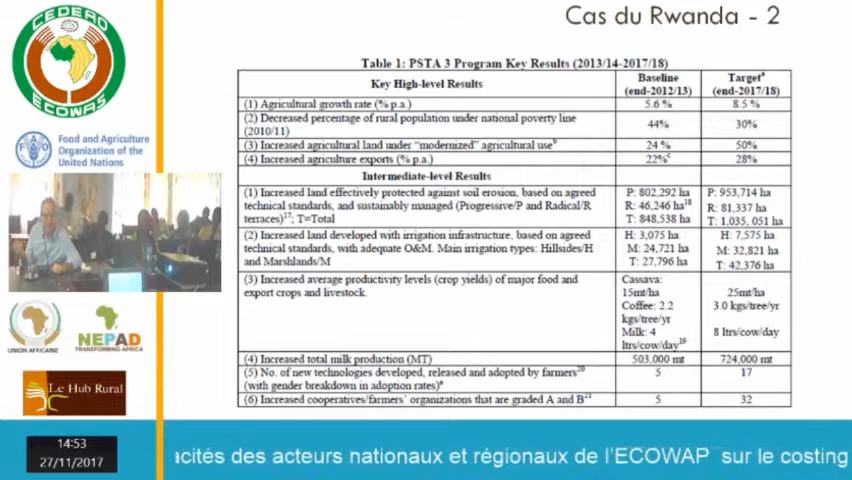 CEDEAO
ECOWAS
Food and Agriculture
Organization of the
United Nations
UNION AFRICAINE
NEPAD
TRANSFORMING AFRICA
Le Hub Rural
14:53
27/11/2017
Cas du Rwanda - 2
Table 1: PSTA 3 Program Key Results (2013/14-2017/18)
Key High-level Results
Baseline
(end-2012/13)
Targetª
(end-2017/18)
(1) Agricultural growth rate (% p.a.)
5.6 %
8.5 %
(2) Decreased percentage of rural population under national poverty line
(2010/11)
44%
30%
(3) Increased agricultural land under “modernized” agricultural useᵇ
24 %
50%
(4) Increased agriculture exports (% p.a.)
22%ᶜ
28%
Intermediate-level Results
(1) Increased land effectively protected against soil erosion, based on agreed
technical standards, and sustainably managed (Progressive/P and Radical/R
terraces)¹⁷; T=Total
P: 802,292 ha
R: 46,246 ha¹⁸
T: 848,538 ha
P: 953,714 ha
R: 81,337 ha
T: 1,035, 051 ha
(2) Increased land developed with irrigation infrastructure, based on agreed
technical standards, with adequate O&M. Main irrigation types: Hillsides/H
and Marshlands/M
H: 3,075 ha
M: 24,721 ha
T: 27,796 ha
H: 7,575 ha
M: 32,821 ha
T: 42,376 ha
(3) Increased average productivity levels (crop yields) of major food and
export crops and livestock.
Cassava:
15mt/ha
Coffee: 2.2
kgs/tree/yr
Milk: 4
ltrs/cow/day¹⁹
25mt/ha
3.0 kgs/tree/yr
8 ltrs/cow/day
(4) Increased total milk production (MT)
503,000 mt
724,000 mt
(5) No. of new technologies developed, released and adopted by farmers²⁰
(with gender breakdown in adoption rates)ᵉ
5
17
(6) Increased cooperatives/farmers’ organizations that are graded A and B²¹
5
32
acités des acteurs nationaux et régionaux de l'ECOWAP sur le costing